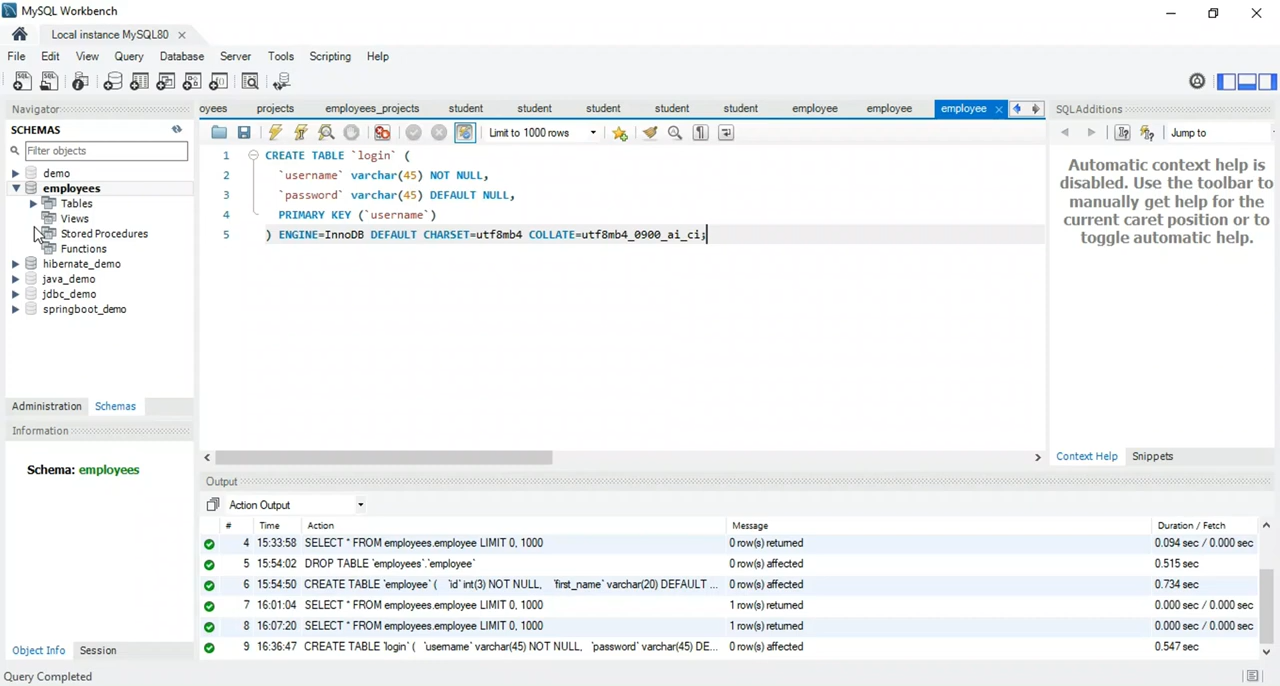 MySQL Workbench
Local instance MySQL80
File Edit View Query Database Server Tools Scripting Help
Navigator
SCHEMAS
Filter objects
demo
employees
Tables
Views
Stored Procedures
Functions
hibernate_demo
java_demo
jdbc_demo
springboot_demo
Administration Schemas
Information
Schema: employees
Object Info Session
Query Completed
oyees projects employees_projects student student student student student employee employee employee
Limit to 1000 rows
1 CREATE TABLE `login` (
2 `username` varchar(45) NOT NULL,
3 `password` varchar(45) DEFAULT NULL,
4 PRIMARY KEY (`username`)
5 ) ENGINE=InnoDB DEFAULT CHARSET=utf8mb4 COLLATE=utf8mb4_0900_ai_ci;
SQLAdditions
Jump to
Automatic context help is
disabled. Use the toolbar to
manually get help for the
current caret position or to
toggle automatic help.
Context Help Snippets
Output
Action Output
# Time Action Message Duration / Fetch
4 15:33:58 SELECT * FROM employees.employee LIMIT 0, 1000 0 row(s) returned 0.094 sec / 0.000 sec
5 15:54:02 DROP TABLE `employees`.`employee` 0 row(s) affected 0.515 sec
6 15:54:50 CREATE TABLE `employee` ( `id` int(3) NOT NULL, `first_name` varchar(20) DEFAULT ... 0 row(s) affected 0.734 sec
7 16:01:04 SELECT * FROM employees.employee LIMIT 0, 1000 1 row(s) returned 0.000 sec / 0.000 sec
8 16:07:20 SELECT * FROM employees.employee LIMIT 0, 1000 1 row(s) returned 0.000 sec / 0.000 sec
9 16:36:47 CREATE TABLE `login` ( `username` varchar(45) NOT NULL, `password` varchar(45) DE... 0 row(s) affected 0.547 sec